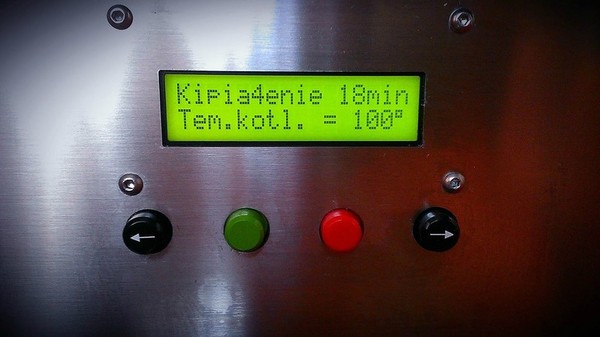 Kipia4enie 18min
Tem.kotl. = 100°